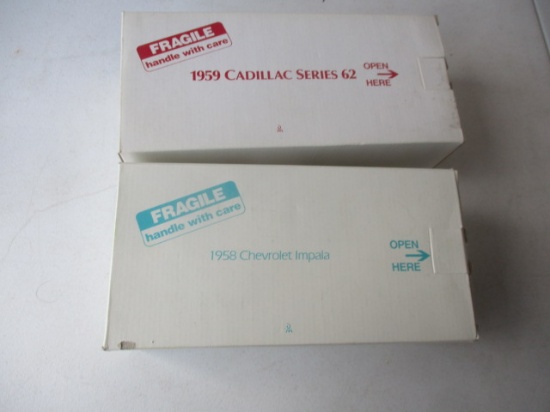 FRAGILE
handle with care
1959 CADILLAC SERIES 62
OPEN
HERE
FRAGILE
handle with care
1958 Chevrolet Impala
OPEN
HERE